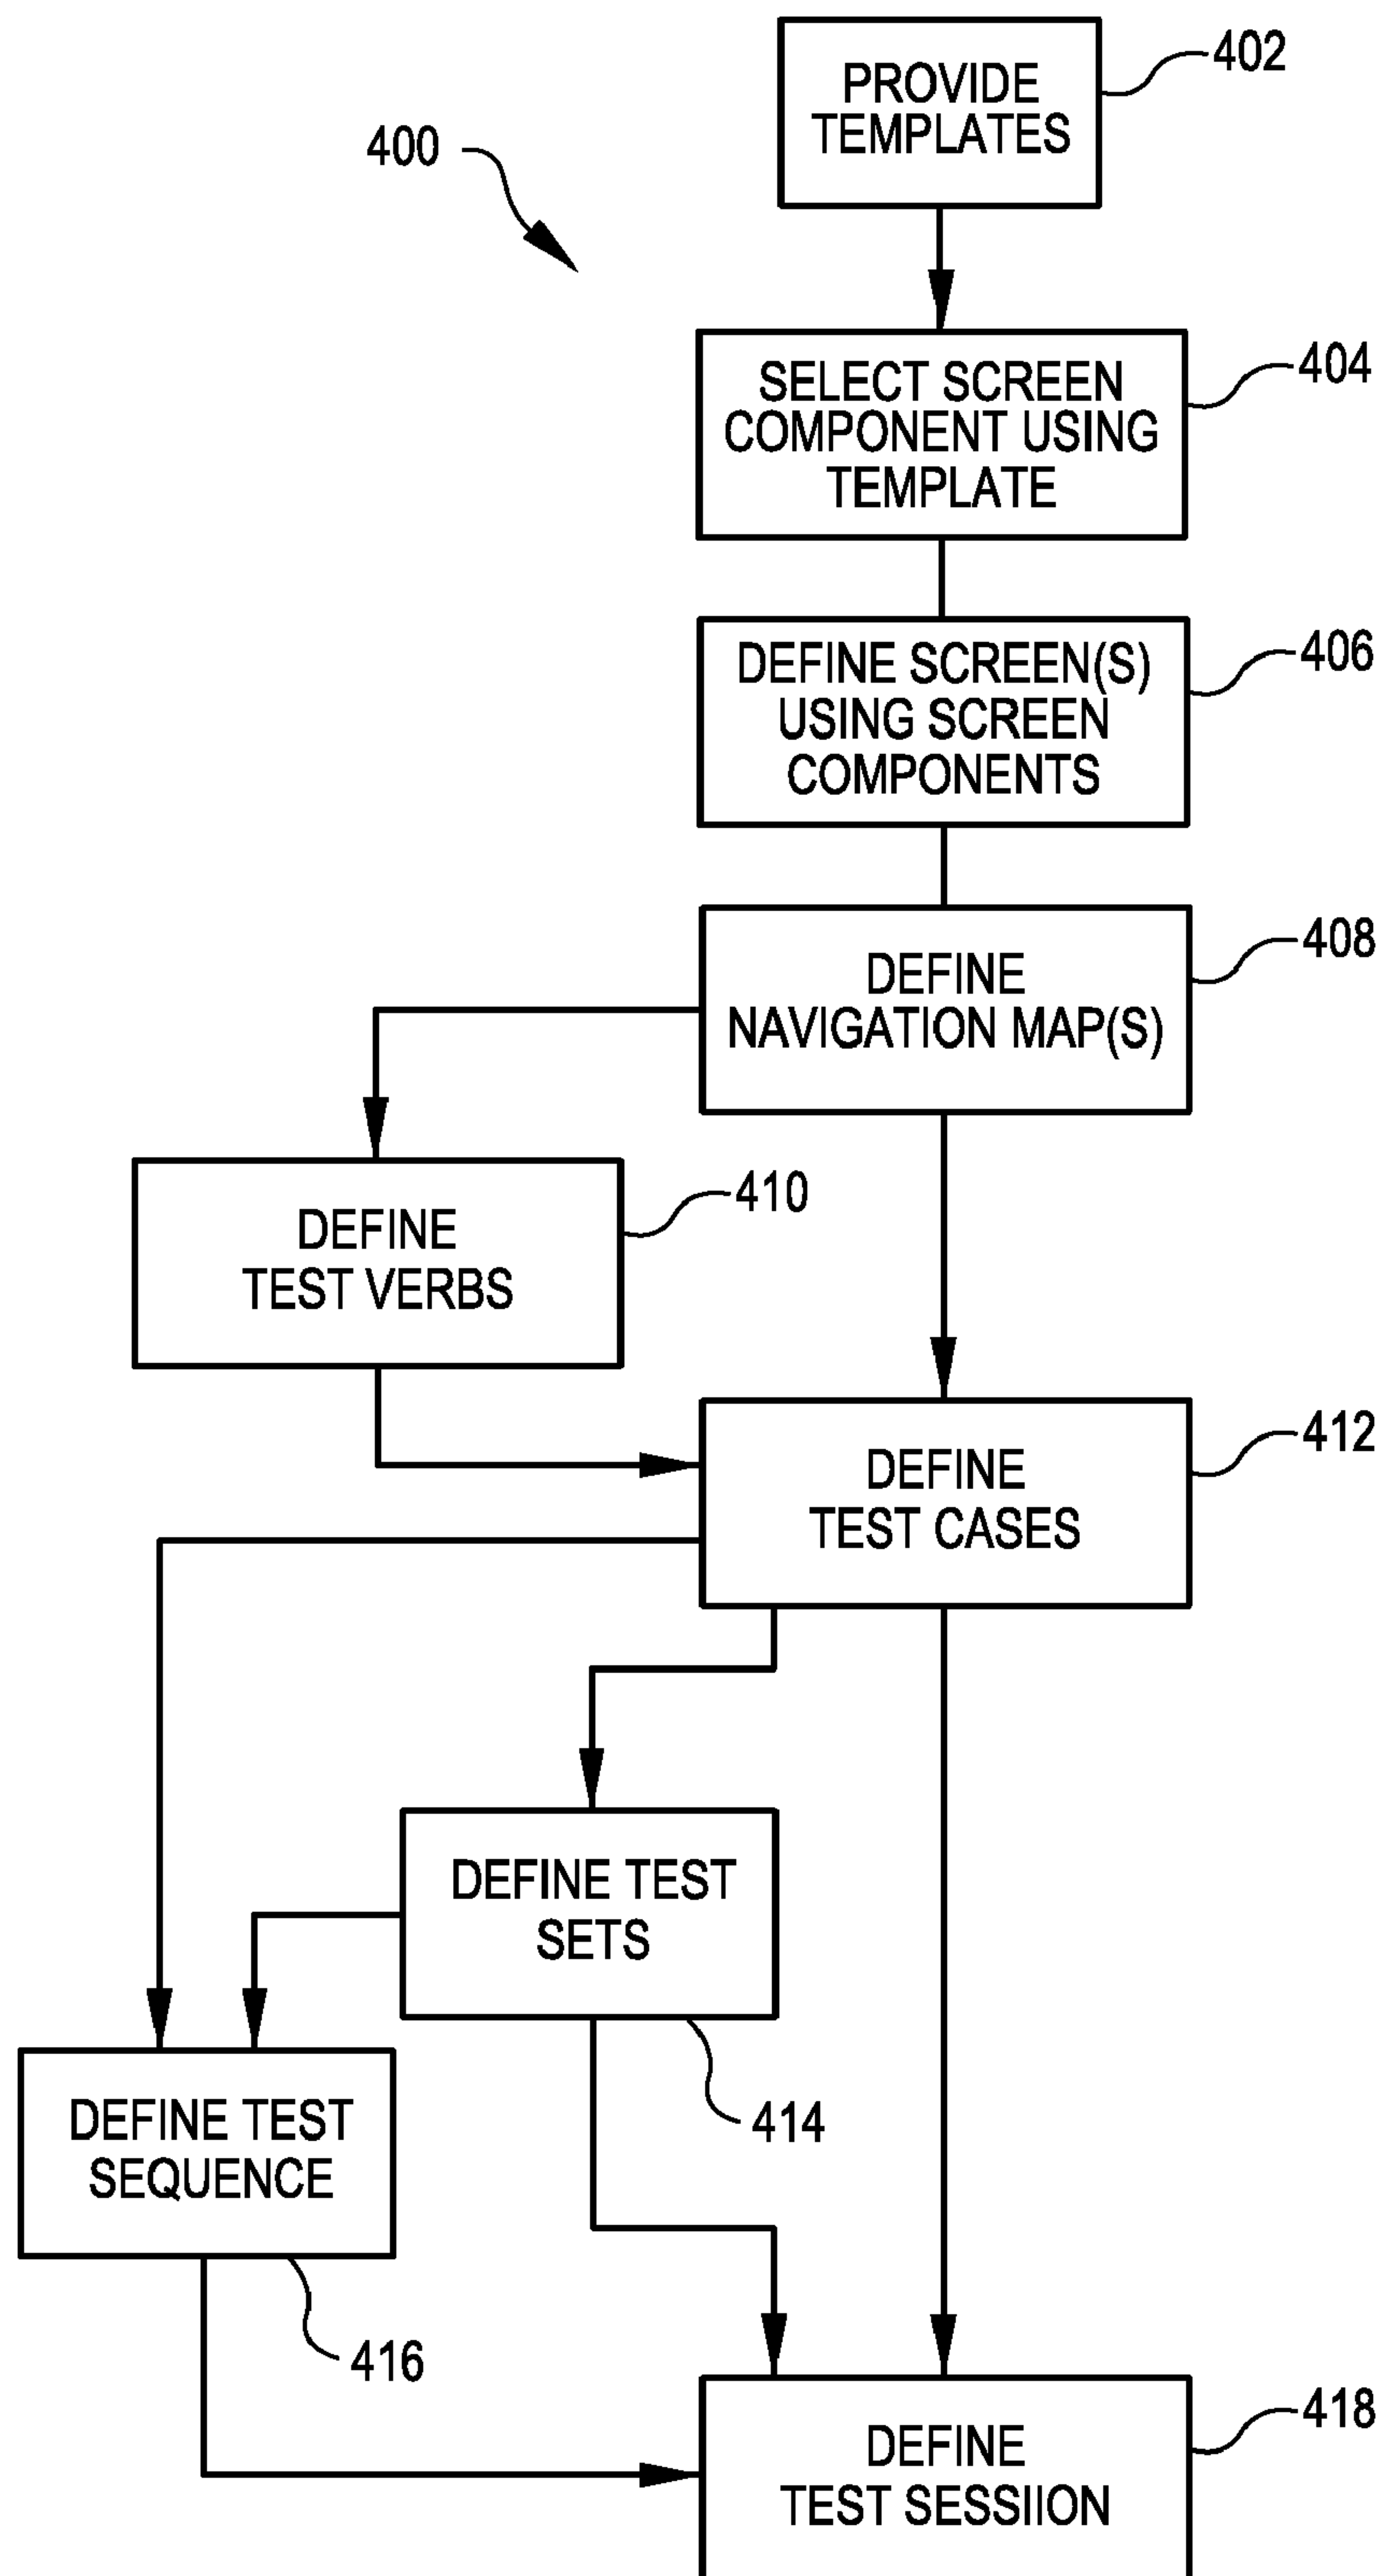 PROVIDE
TEMPLATES
402
400
SELECT SCREEN
COMPONENT USING
TEMPLATE
404
DEFINE SCREEN(S)
USING SCREEN
COMPONENTS
406
DEFINE
NAVIGATION MAP(S)
408
DEFINE
TEST VERBS
410
DEFINE
TEST CASES
412
DEFINE TEST
SETS
414
DEFINE TEST
SEQUENCE
416
DEFINE
TEST SESIION
418